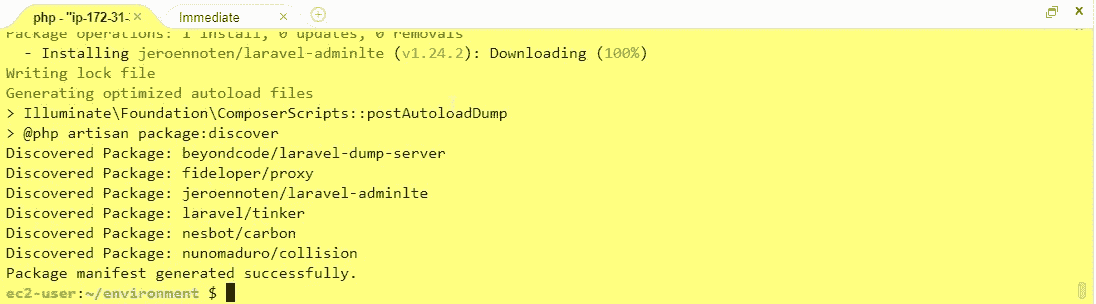 php - "ip-172-31-
Immediate
Package operations: 1 install, 0 updates, 0 removals
- Installing jeroennoten/laravel-adminlte (v1.24.2): Downloading (100%)
Writing lock file
Generating optimized autoload files
> Illuminate\Foundation\ComposerScripts::postAutoloadDump
> @php artisan package:discover
Discovered Package: beyondcode/laravel-dump-server
Discovered Package: fideloper/proxy
Discovered Package: jeroennoten/laravel-adminlte
Discovered Package: laravel/tinker
Discovered Package: nesbot/carbon
Discovered Package: nunomaduro/collision
Package manifest generated successfully.
ec2-user:~/environment $